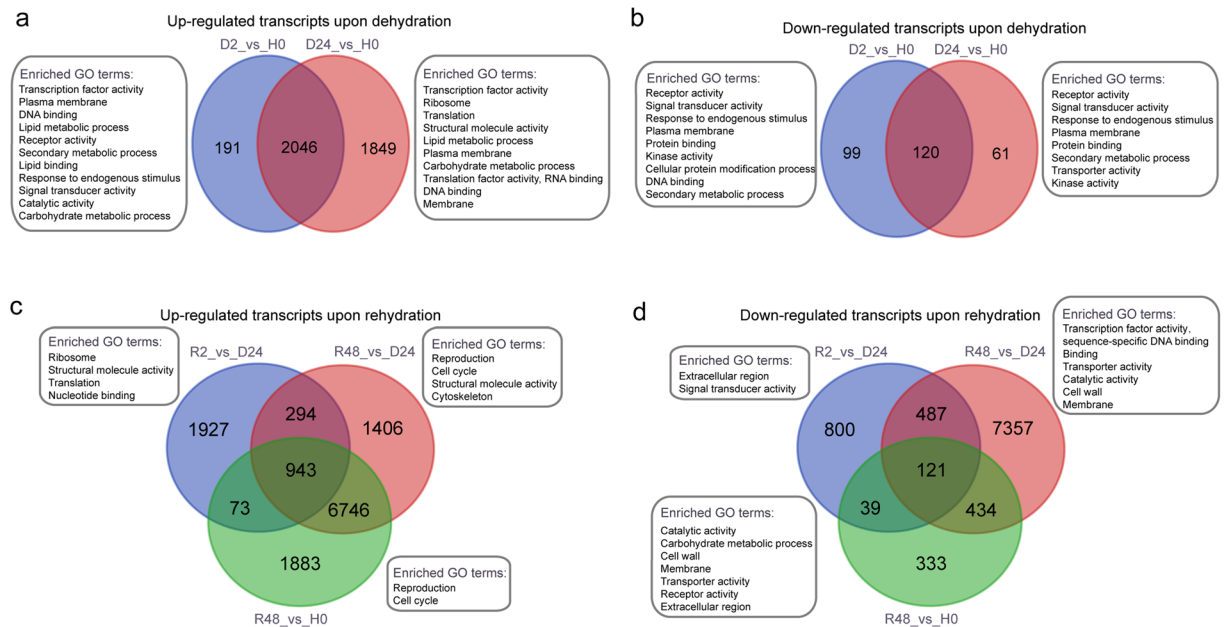 a
Up-regulated transcripts upon dehydration
D2_vs_H0
D24_vs_H0
Enriched GO terms:
Transcription factor activity
Plasma membrane
DNA binding
Lipid metabolic process
Receptor activity
Secondary metabolic process
Lipid binding
Response to endogenous stimulus
Signal transducer activity
Catalytic activity
Carbohydrate metabolic process
191
2046
1849
Enriched GO terms:
Transcription factor activity
Ribosome
Translation
Structural molecule activity
Lipid metabolic process
Plasma membrane
Carbohydrate metabolic process
Translation factor activity, RNA binding
DNA binding
Membrane
b
Down-regulated transcripts upon dehydration
D2_vs_H0
D24_vs_H0
Enriched GO terms:
Receptor activity
Signal transducer activity
Response to endogenous stimulus
Plasma membrane
Protein binding
Kinase activity
Cellular protein modification process
DNA binding
Secondary metabolic process
99
120
61
Enriched GO terms:
Receptor activity
Signal transducer activity
Response to endogenous stimulus
Plasma membrane
Protein binding
Secondary metabolic process
Transporter activity
Kinase activity
c
Up-regulated transcripts upon rehydration
Enriched GO terms:
Ribosome
Structural molecule activity
Translation
Nucleotide binding
R2_vs_D24
R48_vs_D24
Enriched GO terms:
Reproduction
Cell cycle
Structural molecule activity
Cytoskeleton
1927
294
1406
943
73
6746
1883
Enriched GO terms:
Reproduction
Cell cycle
R48_vs_H0
d
Down-regulated transcripts upon rehydration
Enriched GO terms:
Extracellular region
Signal transducer activity
R2_vs_D24
R48_vs_D24
Enriched GO terms:
Transcription factor activity,
sequence-specific DNA binding
Binding
Transporter activity
Catalytic activity
Cell wall
Membrane
800
487
7357
121
39
434
333
Enriched GO terms:
Catalytic activity
Carbohydrate metabolic process
Cell wall
Membrane
Transporter activity
Receptor activity
Extracellular region
R48_vs_H0